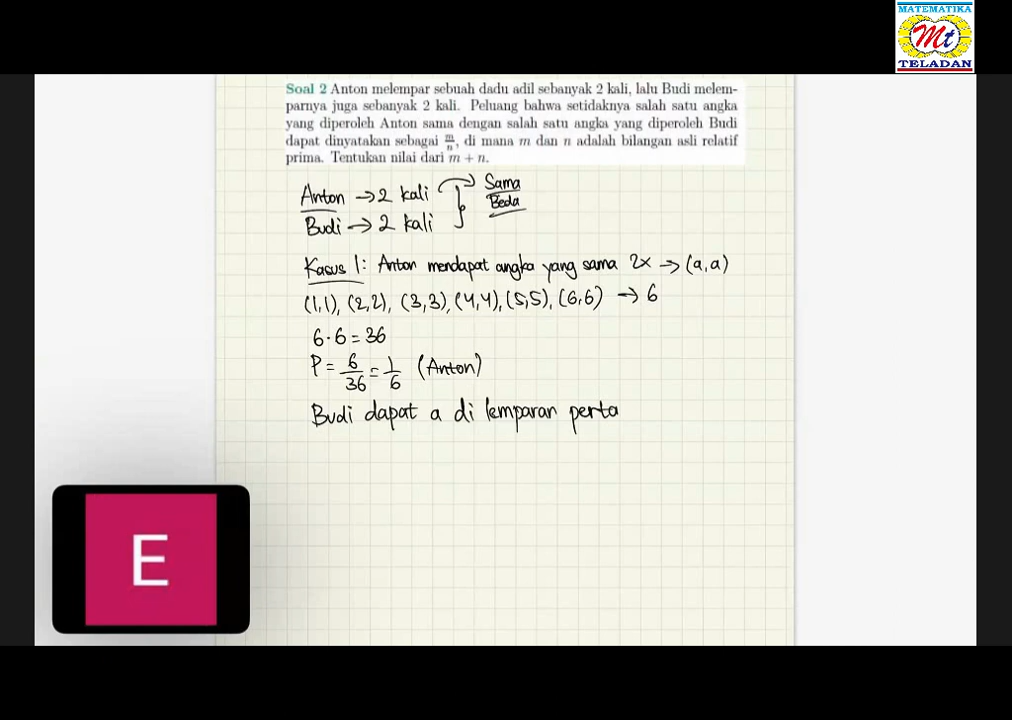 MATEMATIKA
Mt
TELADAN
Soal 2 Anton melempar sebuah dadu adil sebanyak 2 kali, lalu Budi melem-
parnya juga sebanyak 2 kali. Peluang bahwa setidaknya salah satu angka
yang diperoleh Anton sama dengan salah satu angka yang diperoleh Budi
dapat dinyatakan sebagai m/n, di mana m dan n adalah bilangan asli relatif
prima. Tentukan nilai dari m + n.
Anton → 2 kali → Sama
Beda
Budi → 2 kali
Kasus 1: Anton mendapat angka yang sama 2x → (a,a)
(1,1), (2,2), (3,3), (4,4), (5,5), (6,6) → 6
6·6 = 36
P = 6/36 = 1/6 (Anton)
Budi dapat a di lemparan perta
E